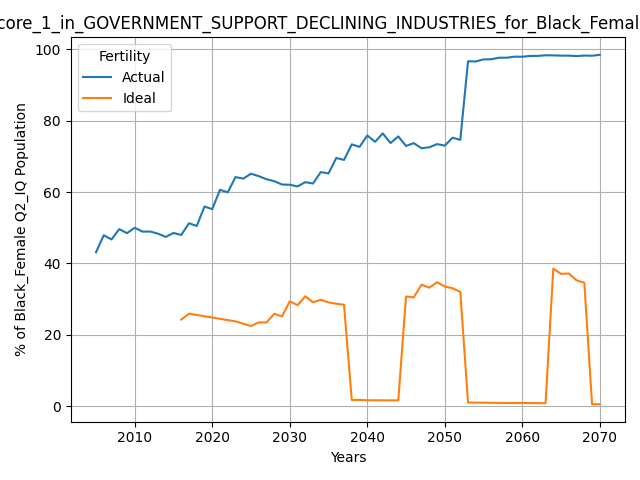 core_1_in_GOVERNMENT_SUPPORT_DECLINING_INDUSTRIES_for_Black_Femal
Fertility
Actual
Ideal
% of Black_Female Q2_IQ Population
100
80
60
40
20
0
2010 2020 2030 2040 2050 2060 2070
Years